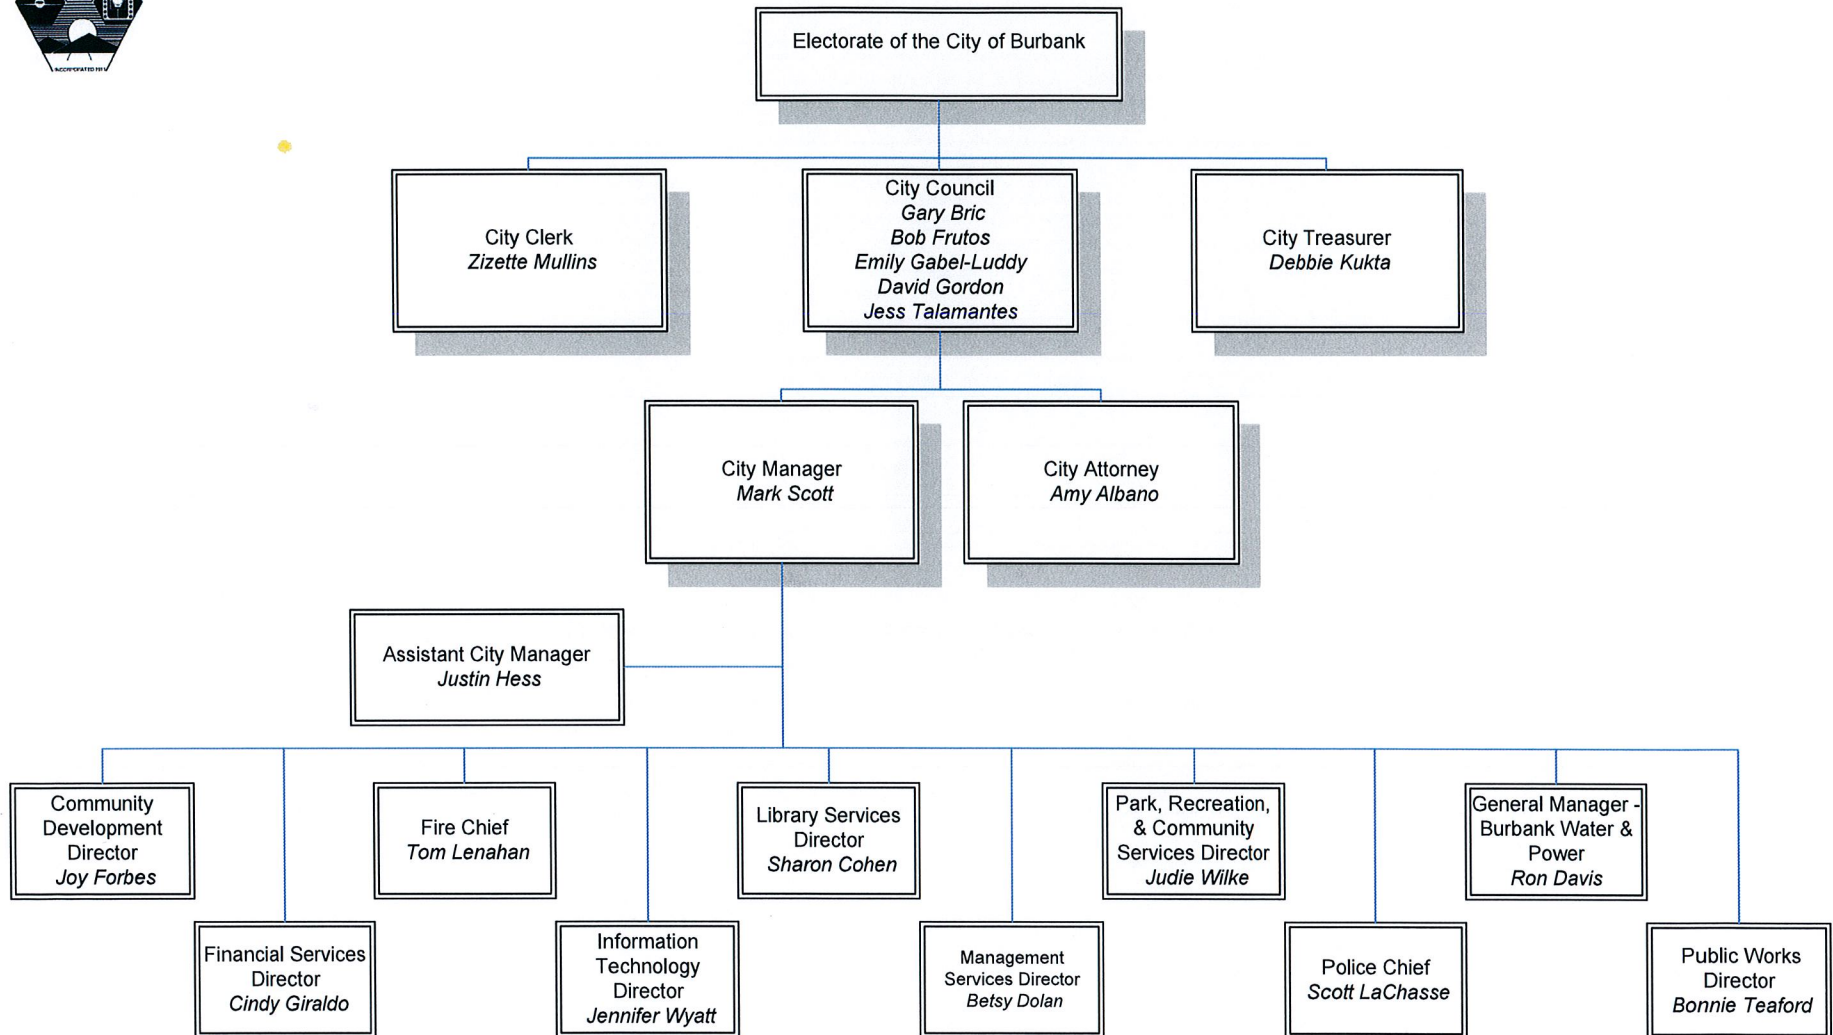 INCORPORATED 1911
Electorate of the City of Burbank
City Clerk
Zizette Mullins
City Council
Gary Bric
Bob Frutos
Emily Gabel-Luddy
David Gordon
Jess Talamantes
City Treasurer
Debbie Kukta
City Manager
Mark Scott
City Attorney
Amy Albano
Assistant City Manager
Justin Hess
Community
Development
Director
Joy Forbes
Fire Chief
Tom Lenahan
Library Services
Director
Sharon Cohen
Park, Recreation,
& Community
Services Director
Judie Wilke
General Manager -
Burbank Water &
Power
Ron Davis
Financial Services
Director
Cindy Giraldo
Information
Technology
Director
Jennifer Wyatt
Management
Services Director
Betsy Dolan
Police Chief
Scott LaChasse
Public Works
Director
Bonnie Teaford